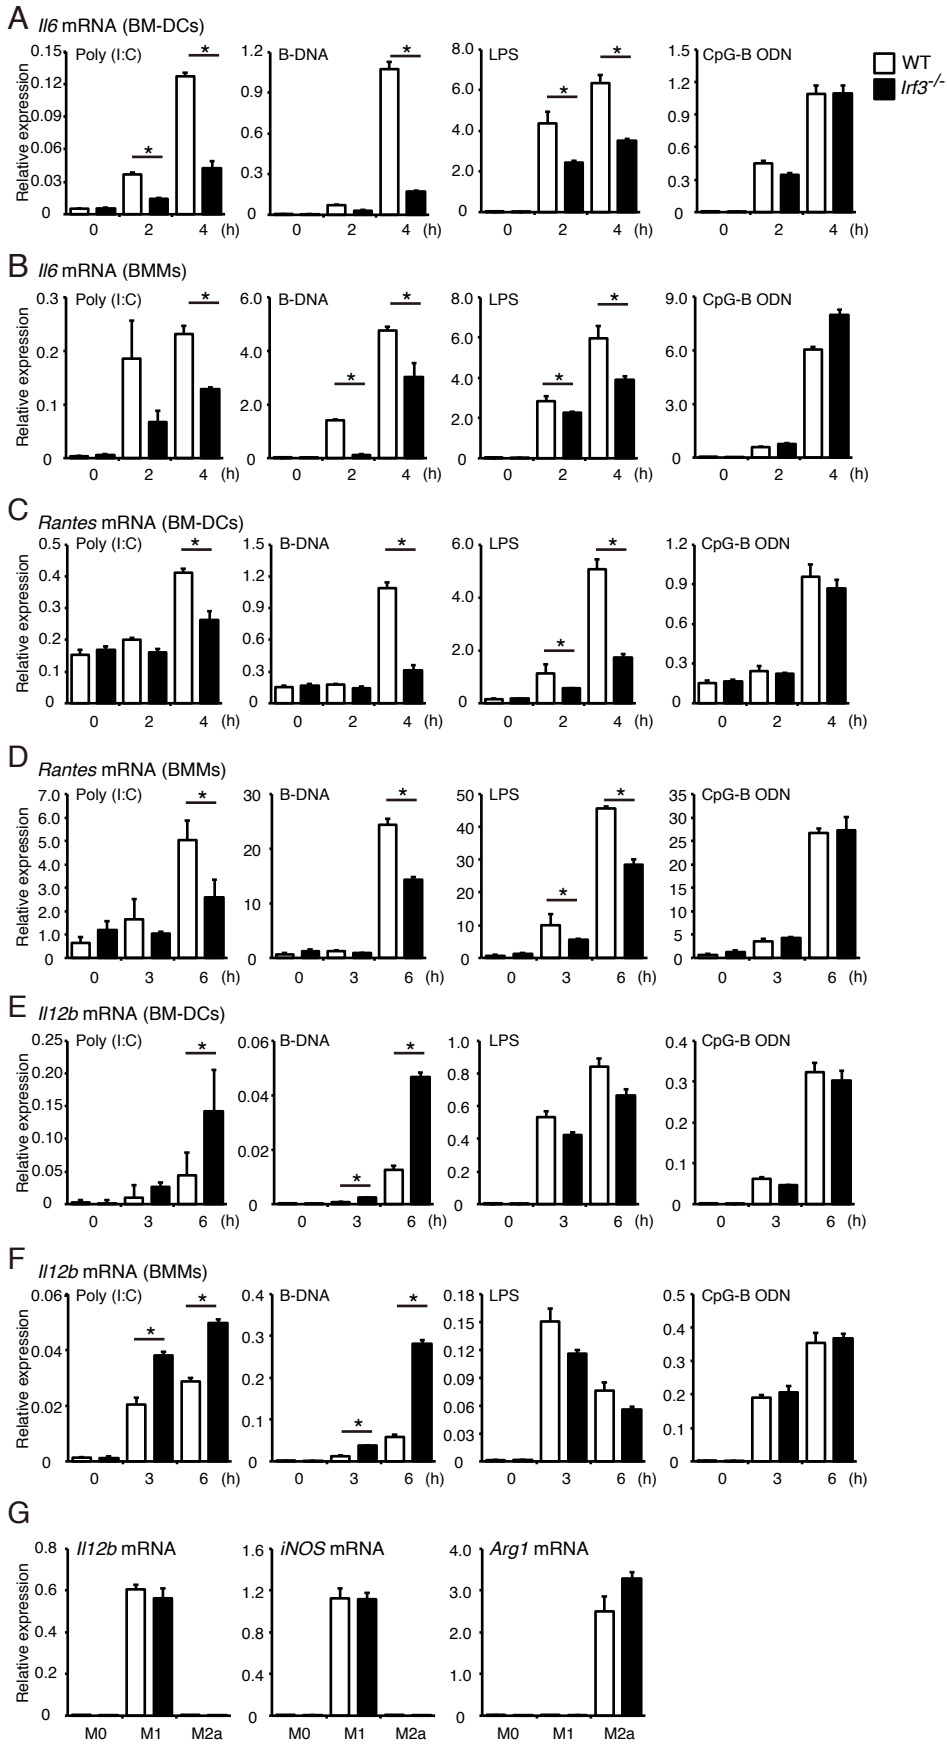 A
Il6 mRNA (BM-DCs)
Poly (I:C)
B-DNA
LPS
CpG-B ODN
WT
Irf3-/-
Relative expression
0.15
0.12
0.09
0.06
0.03
0
*
*
0 2 4 (h)
1.2
0.9
0.6
0.3
0
*
0 2 4 (h)
8.0
6.0
4.0
2.0
0
*
*
0 2 4 (h)
1.5
1.2
0.9
0.6
0.3
0
0 2 4 (h)
B
Il6 mRNA (BMMs)
Poly (I:C)
B-DNA
LPS
CpG-B ODN
Relative expression
0.3
0.2
0.1
0
*
0 2 4 (h)
6.0
4.0
2.0
0
*
*
0 2 4 (h)
8.0
6.0
4.0
2.0
0
*
*
0 2 4 (h)
9.0
6.0
3.0
0
0 2 4 (h)
C
Rantes mRNA (BM-DCs)
Poly (I:C)
B-DNA
LPS
CpG-B ODN
Relative expression
0.5
0.4
0.3
0.2
0.1
0
*
0 2 4 (h)
1.5
1.2
0.9
0.6
0.3
0
*
0 2 4 (h)
6.0
4.0
2.0
0
*
*
0 2 4 (h)
1.2
0.9
0.6
0.3
0
0 2 4 (h)
D
Rantes mRNA (BMMs)
Poly (I:C)
B-DNA
LPS
CpG-B ODN
Relative expression
7.0
6.0
5.0
4.0
3.0
2.0
1.0
0
*
0 3 6 (h)
30
20
10
0
*
0 3 6 (h)
50
40
30
20
10
0
*
*
0 3 6 (h)
35
30
25
20
15
10
5
0
0 3 6 (h)
E
Il12b mRNA (BM-DCs)
Poly (I:C)
B-DNA
LPS
CpG-B ODN
Relative expression
0.25
0.20
0.15
0.10
0.05
0
*
0 3 6 (h)
0.06
0.04
0.02
0
*
*
0 3 6 (h)
1.0
0.8
0.6
0.4
0.2
0
0 3 6 (h)
0.4
0.3
0.2
0.1
0
0 3 6 (h)
F
Il12b mRNA (BMMs)
Poly (I:C)
B-DNA
LPS
CpG-B ODN
Relative expression
0.06
0.04
0.02
0
*
*
0 3 6 (h)
0.4
0.3
0.2
0.1
0
*
*
0 3 6 (h)
0.18
0.15
0.12
0.09
0.06
0.03
0
0 3 6 (h)
0.5
0.4
0.3
0.2
0.1
0
0 3 6 (h)
G
Il12b mRNA
iNOS mRNA
Arg1 mRNA
Relative expression
0.8
0.6
0.4
0.2
0
M0 M1 M2a
1.6
1.2
0.8
0.4
0
M0 M1 M2a
4.0
3.0
2.0
1.0
0
M0 M1 M2a